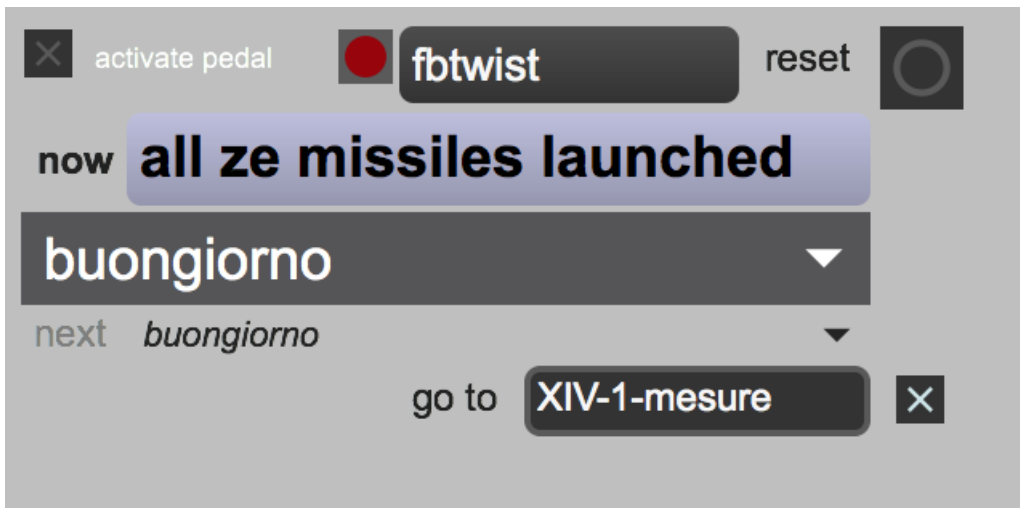 activate pedal fbtwist reset
now all ze missiles launched
buongiorno
next buongiorno
go to XIV-1-mesure